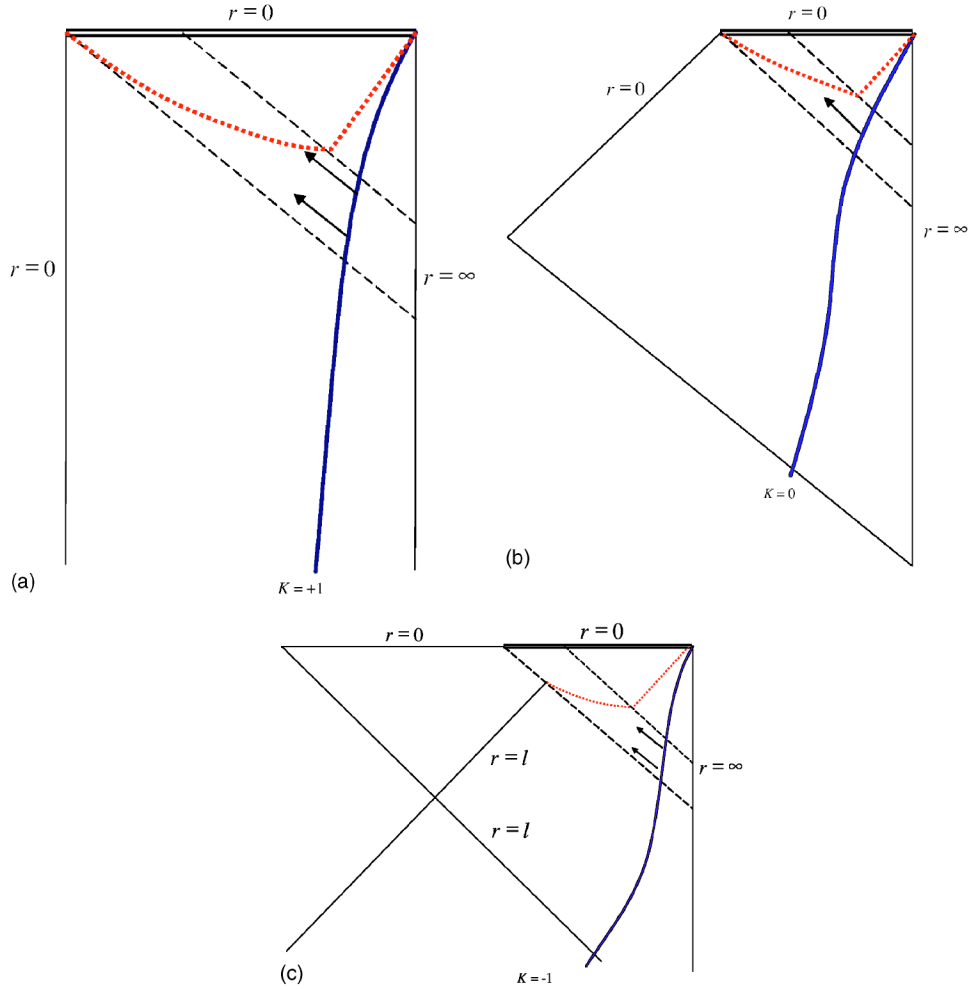 r = 0
r = 0
r = ∞
K = +1
(a)
r = 0
r = 0
r = ∞
K = 0
(b)
r = 0
r = 0
r = l
r = ∞
r = l
K = -1
(c)